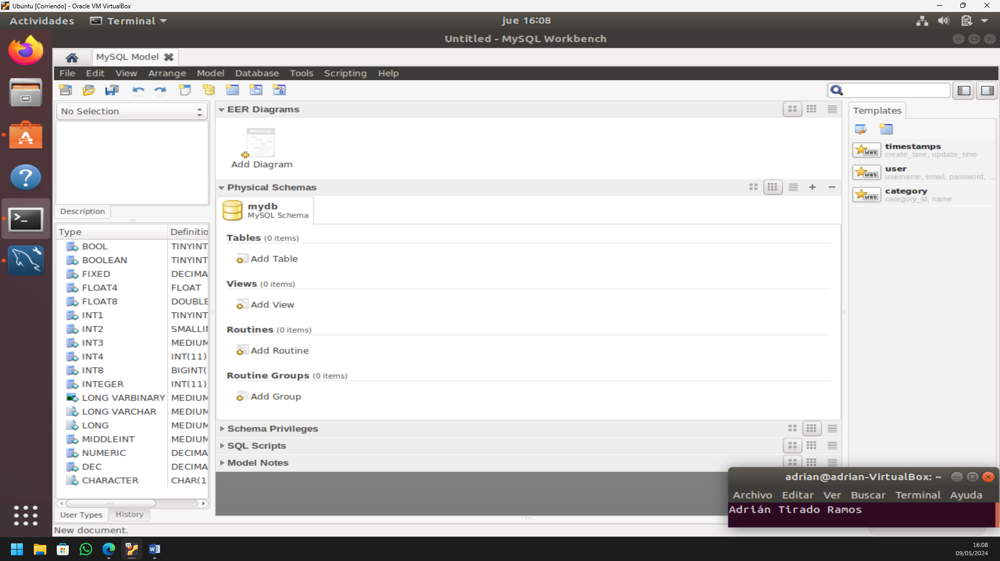 Ubuntu [Corriendo] - Oracle VM VirtualBox
Actividades Terminal jue 16:08
Untitled - MySQL Workbench
MySQL Model
File Edit View Arrange Model Database Tools Scripting Help
No Selection
Description
Type Definitio
BOOL TINYINT
BOOLEAN TINYINT
FIXED DECIMA
FLOAT4 FLOAT
FLOAT8 DOUBLE
INT1 TINYINT
INT2 SMALLI
INT3 MEDIUM
INT4 INT(11)
INT8 BIGINT(
INTEGER INT(11)
LONG VARBINARY MEDIUM
LONG VARCHAR MEDIUM
LONG MEDIUM
MIDDLEINT MEDIUM
NUMERIC DECIMA
DEC DECIMA
CHARACTER CHAR(1
User Types History
New document.
EER Diagrams
PHYSICAL
Add Diagram
Physical Schemas
mydb
MySQL Schema
Tables (0 items)
Add Table
Views (0 items)
Add View
Routines (0 items)
Add Routine
Routine Groups (0 items)
Add Group
Schema Privileges
SQL Scripts
Model Notes
Templates
MWB timestamps
create_time, update_time
MWB user
username, email, password, ...
MWB category
category_id, name
adrian@adrian-VirtualBox: ~
Archivo Editar Ver Buscar Terminal Ayuda
Adrián Tirado Ramos
64
16:08
09/05/2024